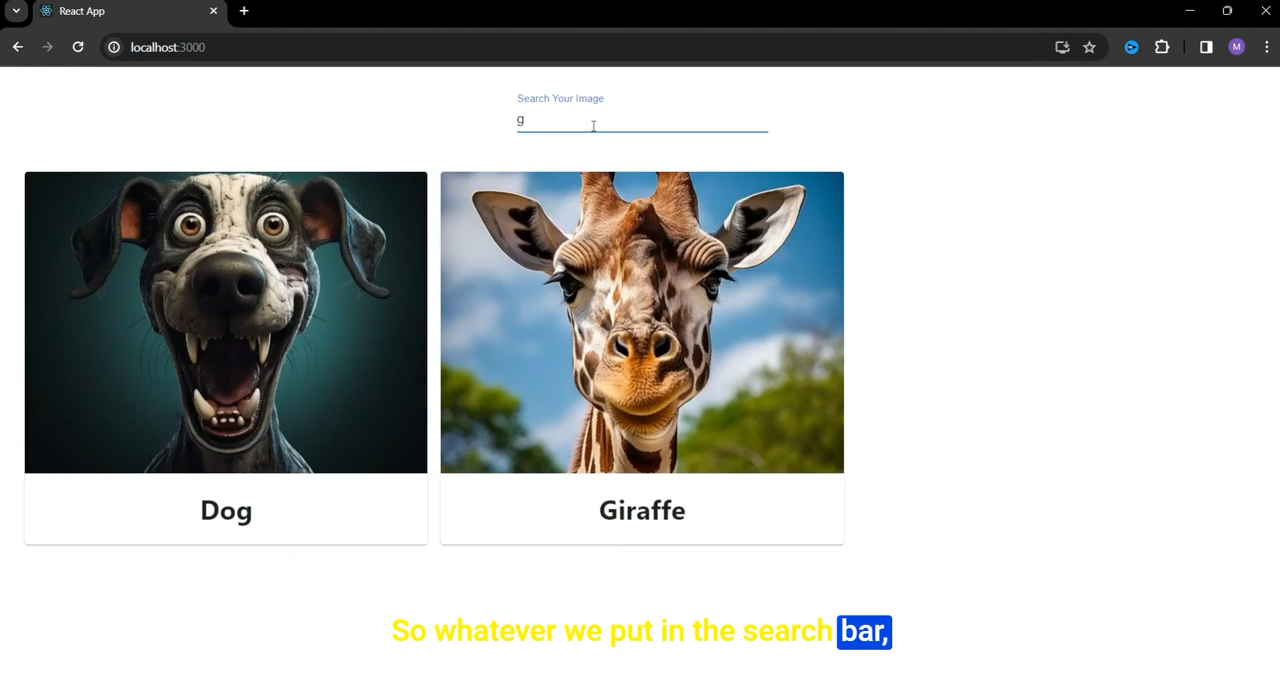 React App
localhost:3000
M
Search Your Image
g
Dog
Giraffe
So whatever we put in the search bar,